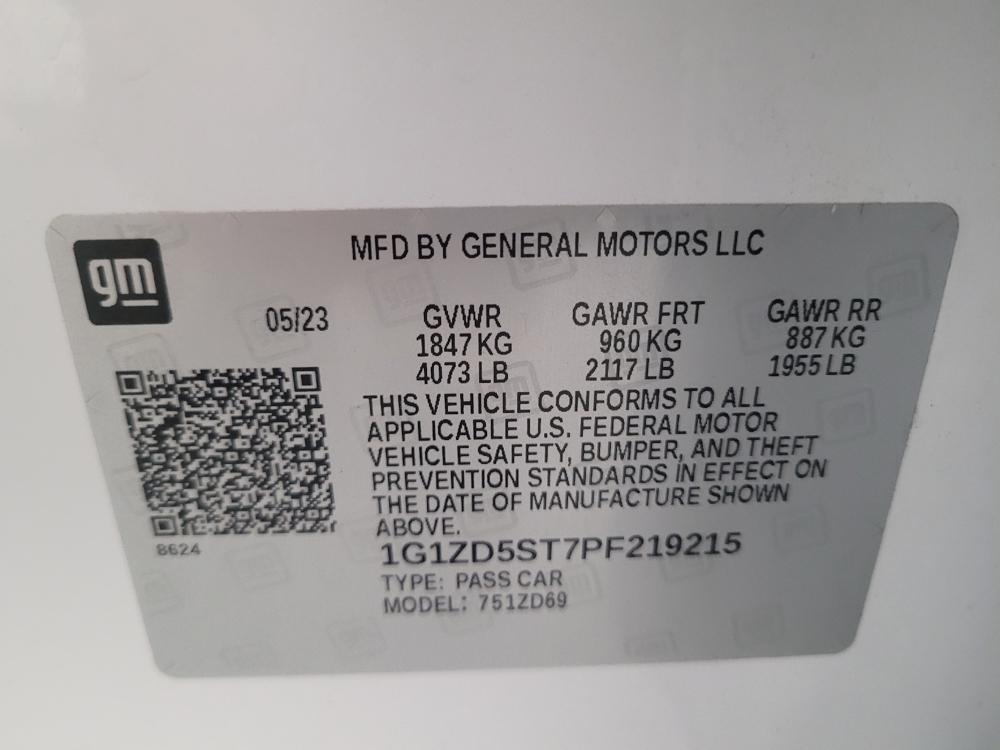 gm
MFD BY GENERAL MOTORS LLC
05/23
GVWR GAWR FRT GAWR RR
1847 KG 960 KG 887 KG
4073 LB 2117 LB 1955 LB
THIS VEHICLE CONFORMS TO ALL
APPLICABLE U.S. FEDERAL MOTOR
VEHICLE SAFETY, BUMPER, AND THEFT
PREVENTION STANDARDS IN EFFECT ON
THE DATE OF MANUFACTURE SHOWN
ABOVE.
8624
1G1ZD5ST7PF219215
TYPE: PASS CAR
MODEL: 751ZD69